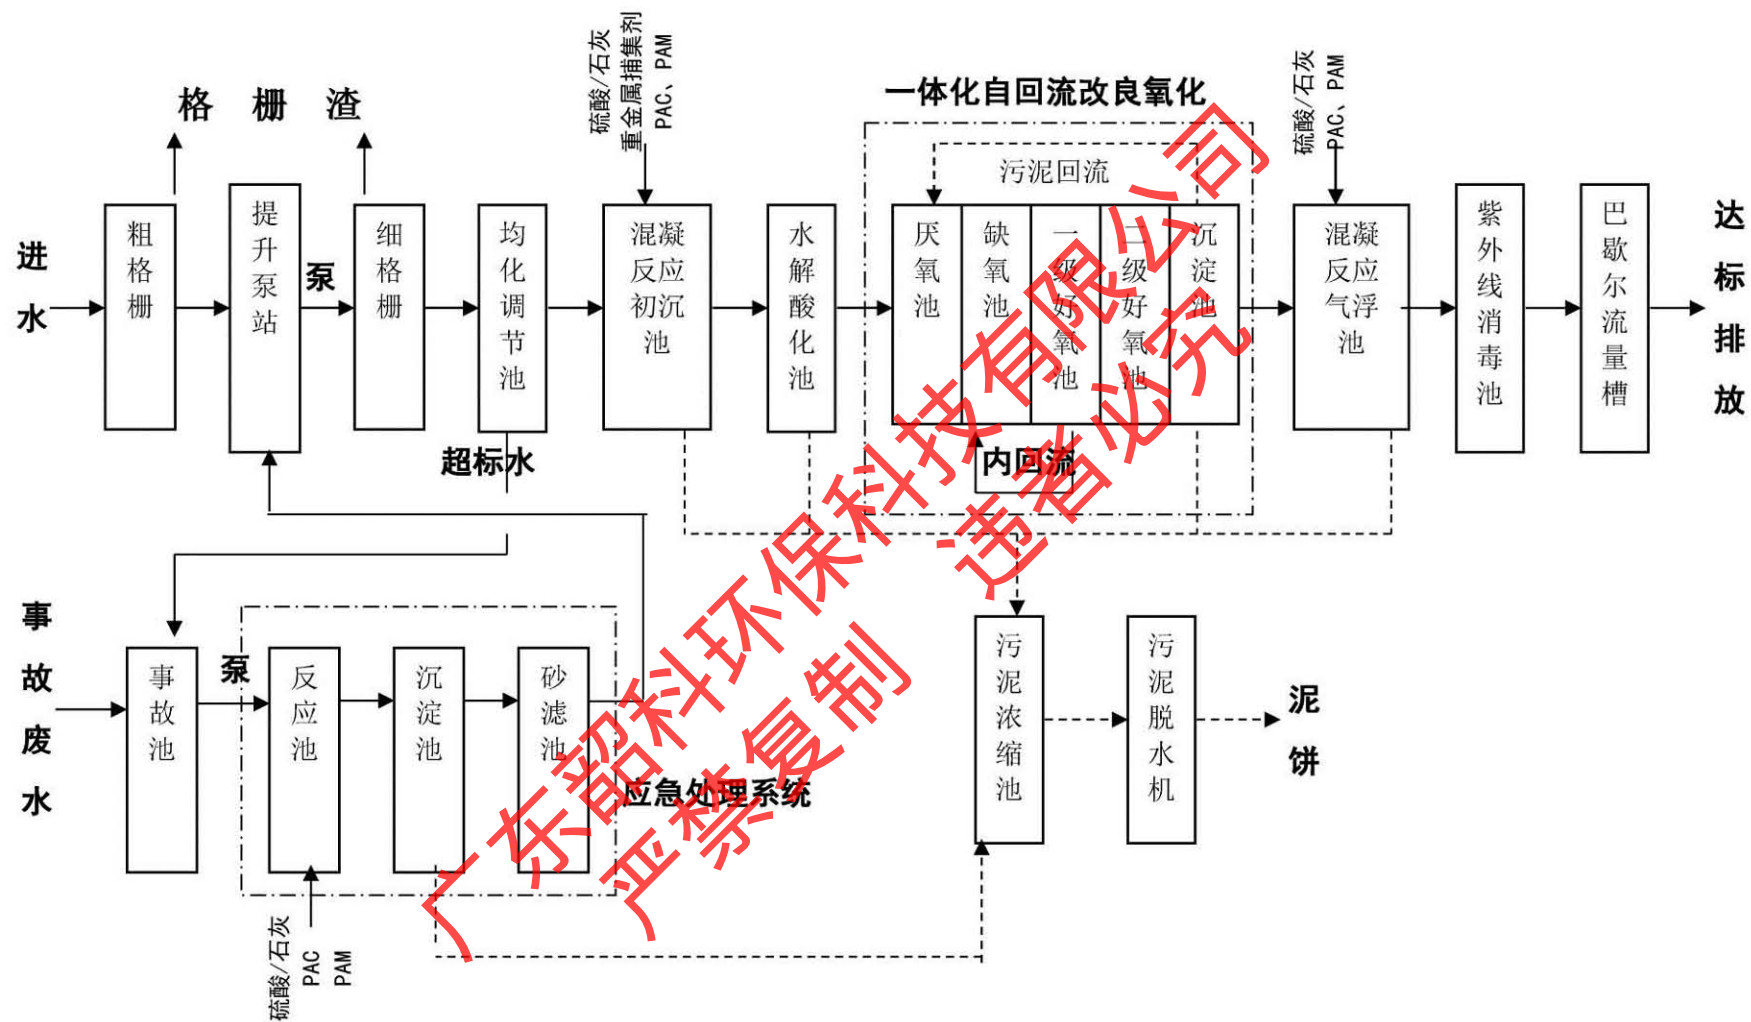 硫酸/石灰
重金属捕集剂
PAC、PAM
硫酸/石灰
PAC、PAM
一体化自回流改良氧化
格 栅 渣
污泥回流
进水
粗格栅
提升泵站
泵
细格栅
均化调节池
混凝
反应
初沉
池
水解酸化池
厌氧池
缺氧池
一级好氧池
二级好氧池
沉淀池
混凝
反应
气浮
池
紫外线消毒池
巴歇尔流量槽
达标排放
超标水
内回流
事故废水
事故池
泵
反应池
沉淀池
砂滤池
应急处理系统
污泥浓缩池
污泥脱水机
泥饼
硫酸/石灰
PAC
PAM
广东韶科环保科技有限公司
严禁复制 违者必究